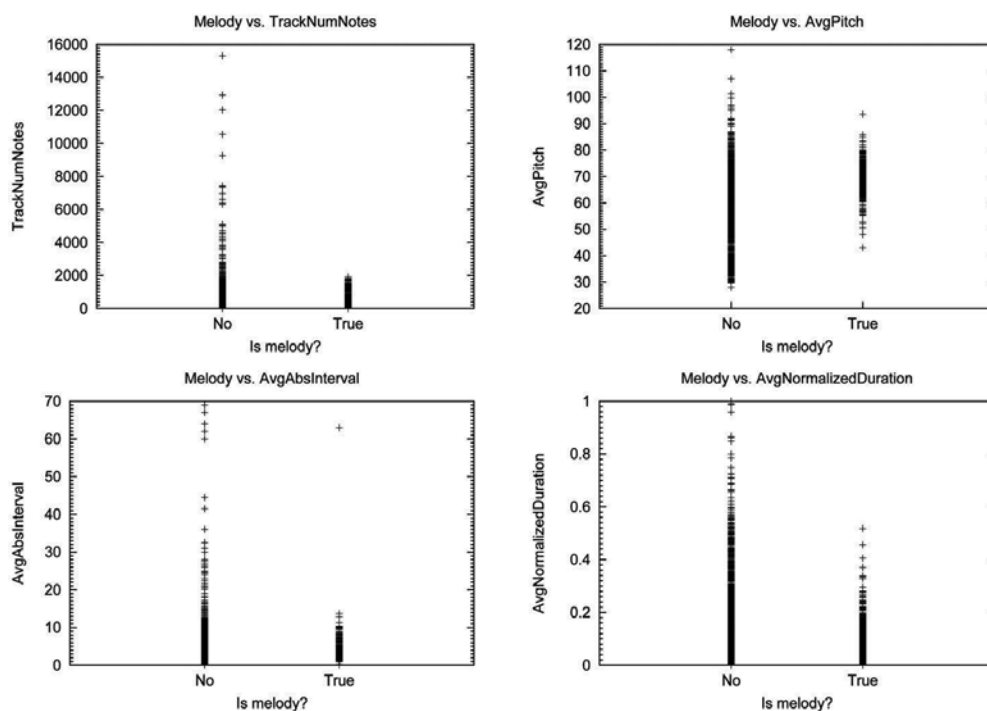 Melody vs. TrackNumNotes
16000
14000
12000
10000
8000
6000
4000
2000
0
TrackNumNotes
No True
Is melody?
Melody vs. AvgPitch
120
110
100
90
80
70
60
50
40
30
20
AvgPitch
No True
Is melody?
Melody vs. AvgAbsInterval
70
60
50
40
30
20
10
0
AvgAbsInterval
No True
Is melody?
Melody vs. AvgNormalizedDuration
1
0.8
0.6
0.4
0.2
0
AvgNormalizedDuration
No True
Is melody?